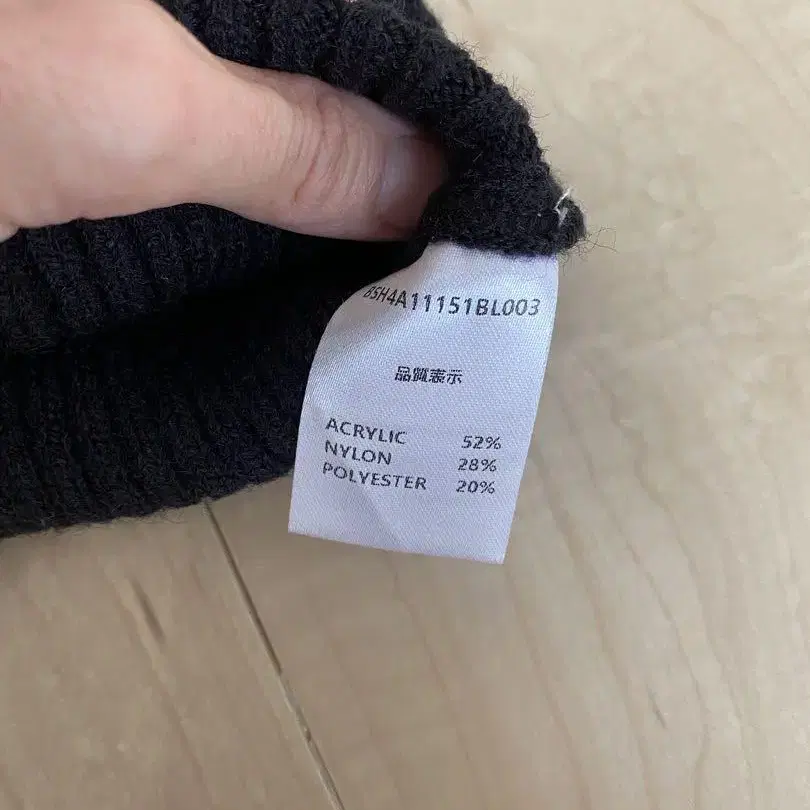 BSH4A11151BL003
品質表示
ACRYLIC 52%
NYLON 28%
POLYESTER 20%